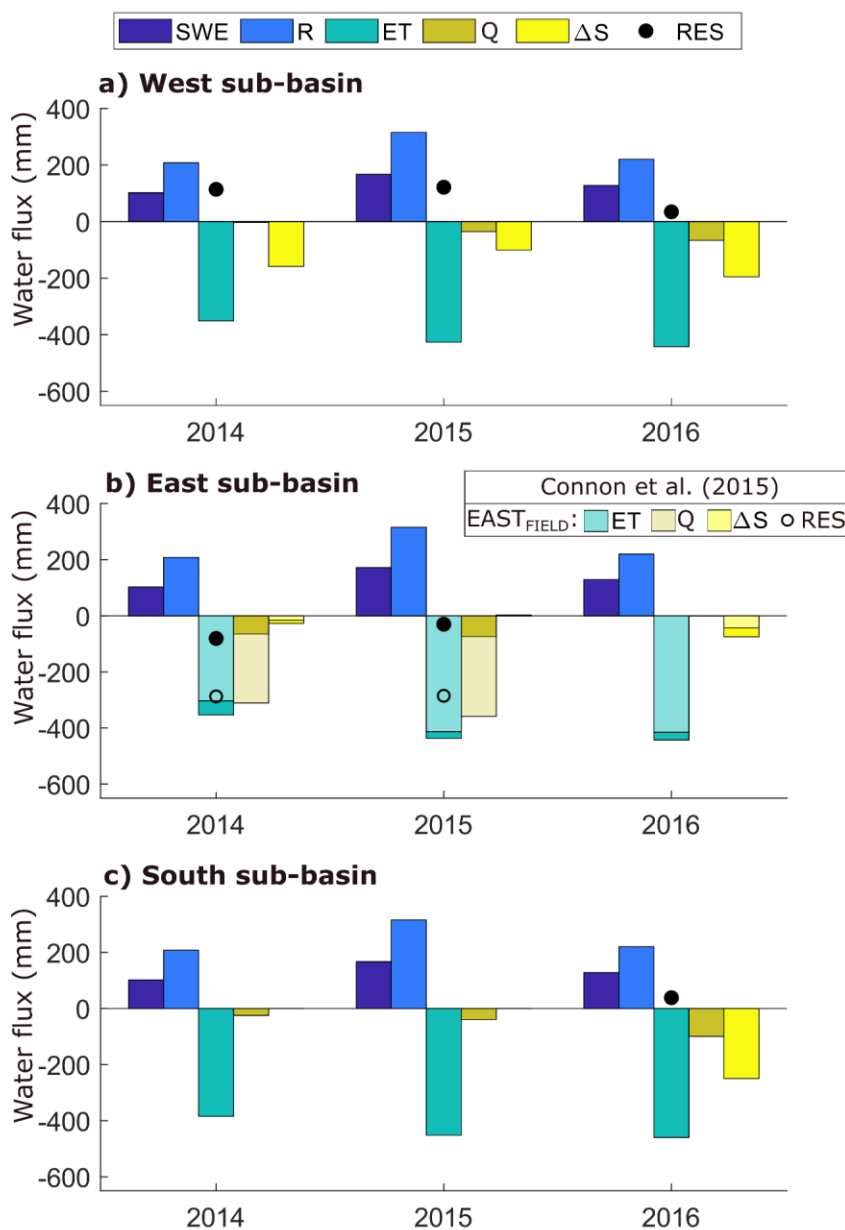 SWE R ET Q ΔS RES
a) West sub-basin
Water flux (mm)
400
200
0
-200
-400
-600
2014 2015 2016
b) East sub-basin
Connon et al. (2015)
EASTFIELD: ET Q ΔS RES
Water flux (mm)
400
200
0
-200
-400
-600
2014 2015 2016
c) South sub-basin
Water flux (mm)
400
200
0
-200
-400
-600
2014 2015 2016